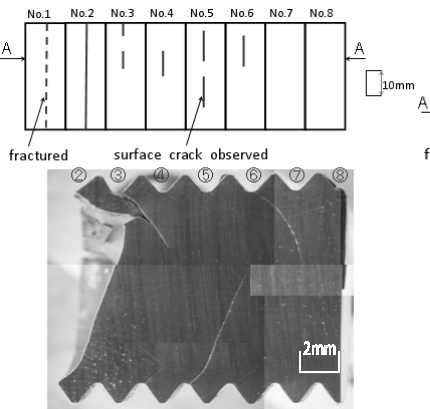 No.1 No.2 No.3 No.4 No.5 No.6 No.7 No.8
A A
10mm
A
fractured surface crack observed f
② ③ ④ ⑤ ⑥ ⑦ ⑧
2mm